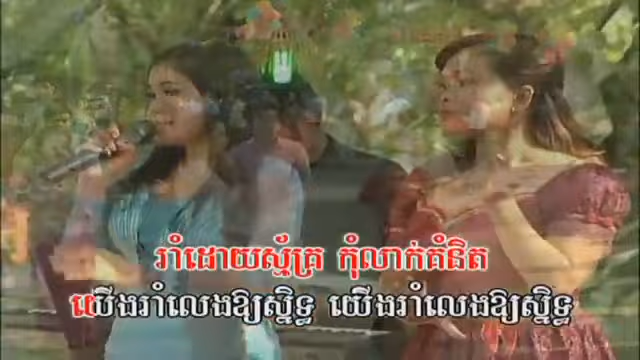 រាំដោយស្ម័គ្រ កុំលាក់គំនិត
យើងរាំលេងឱ្យស្និទ្ធ យើងរាំលេងឱ្យស្និទ្ធ